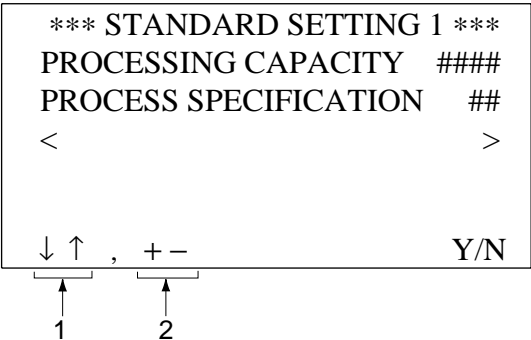 *** STANDARD SETTING 1 ***
PROCESSING CAPACITY ####
PROCESS SPECIFICATION ##
< >
↓ ↑ , + − Y/N
1 2